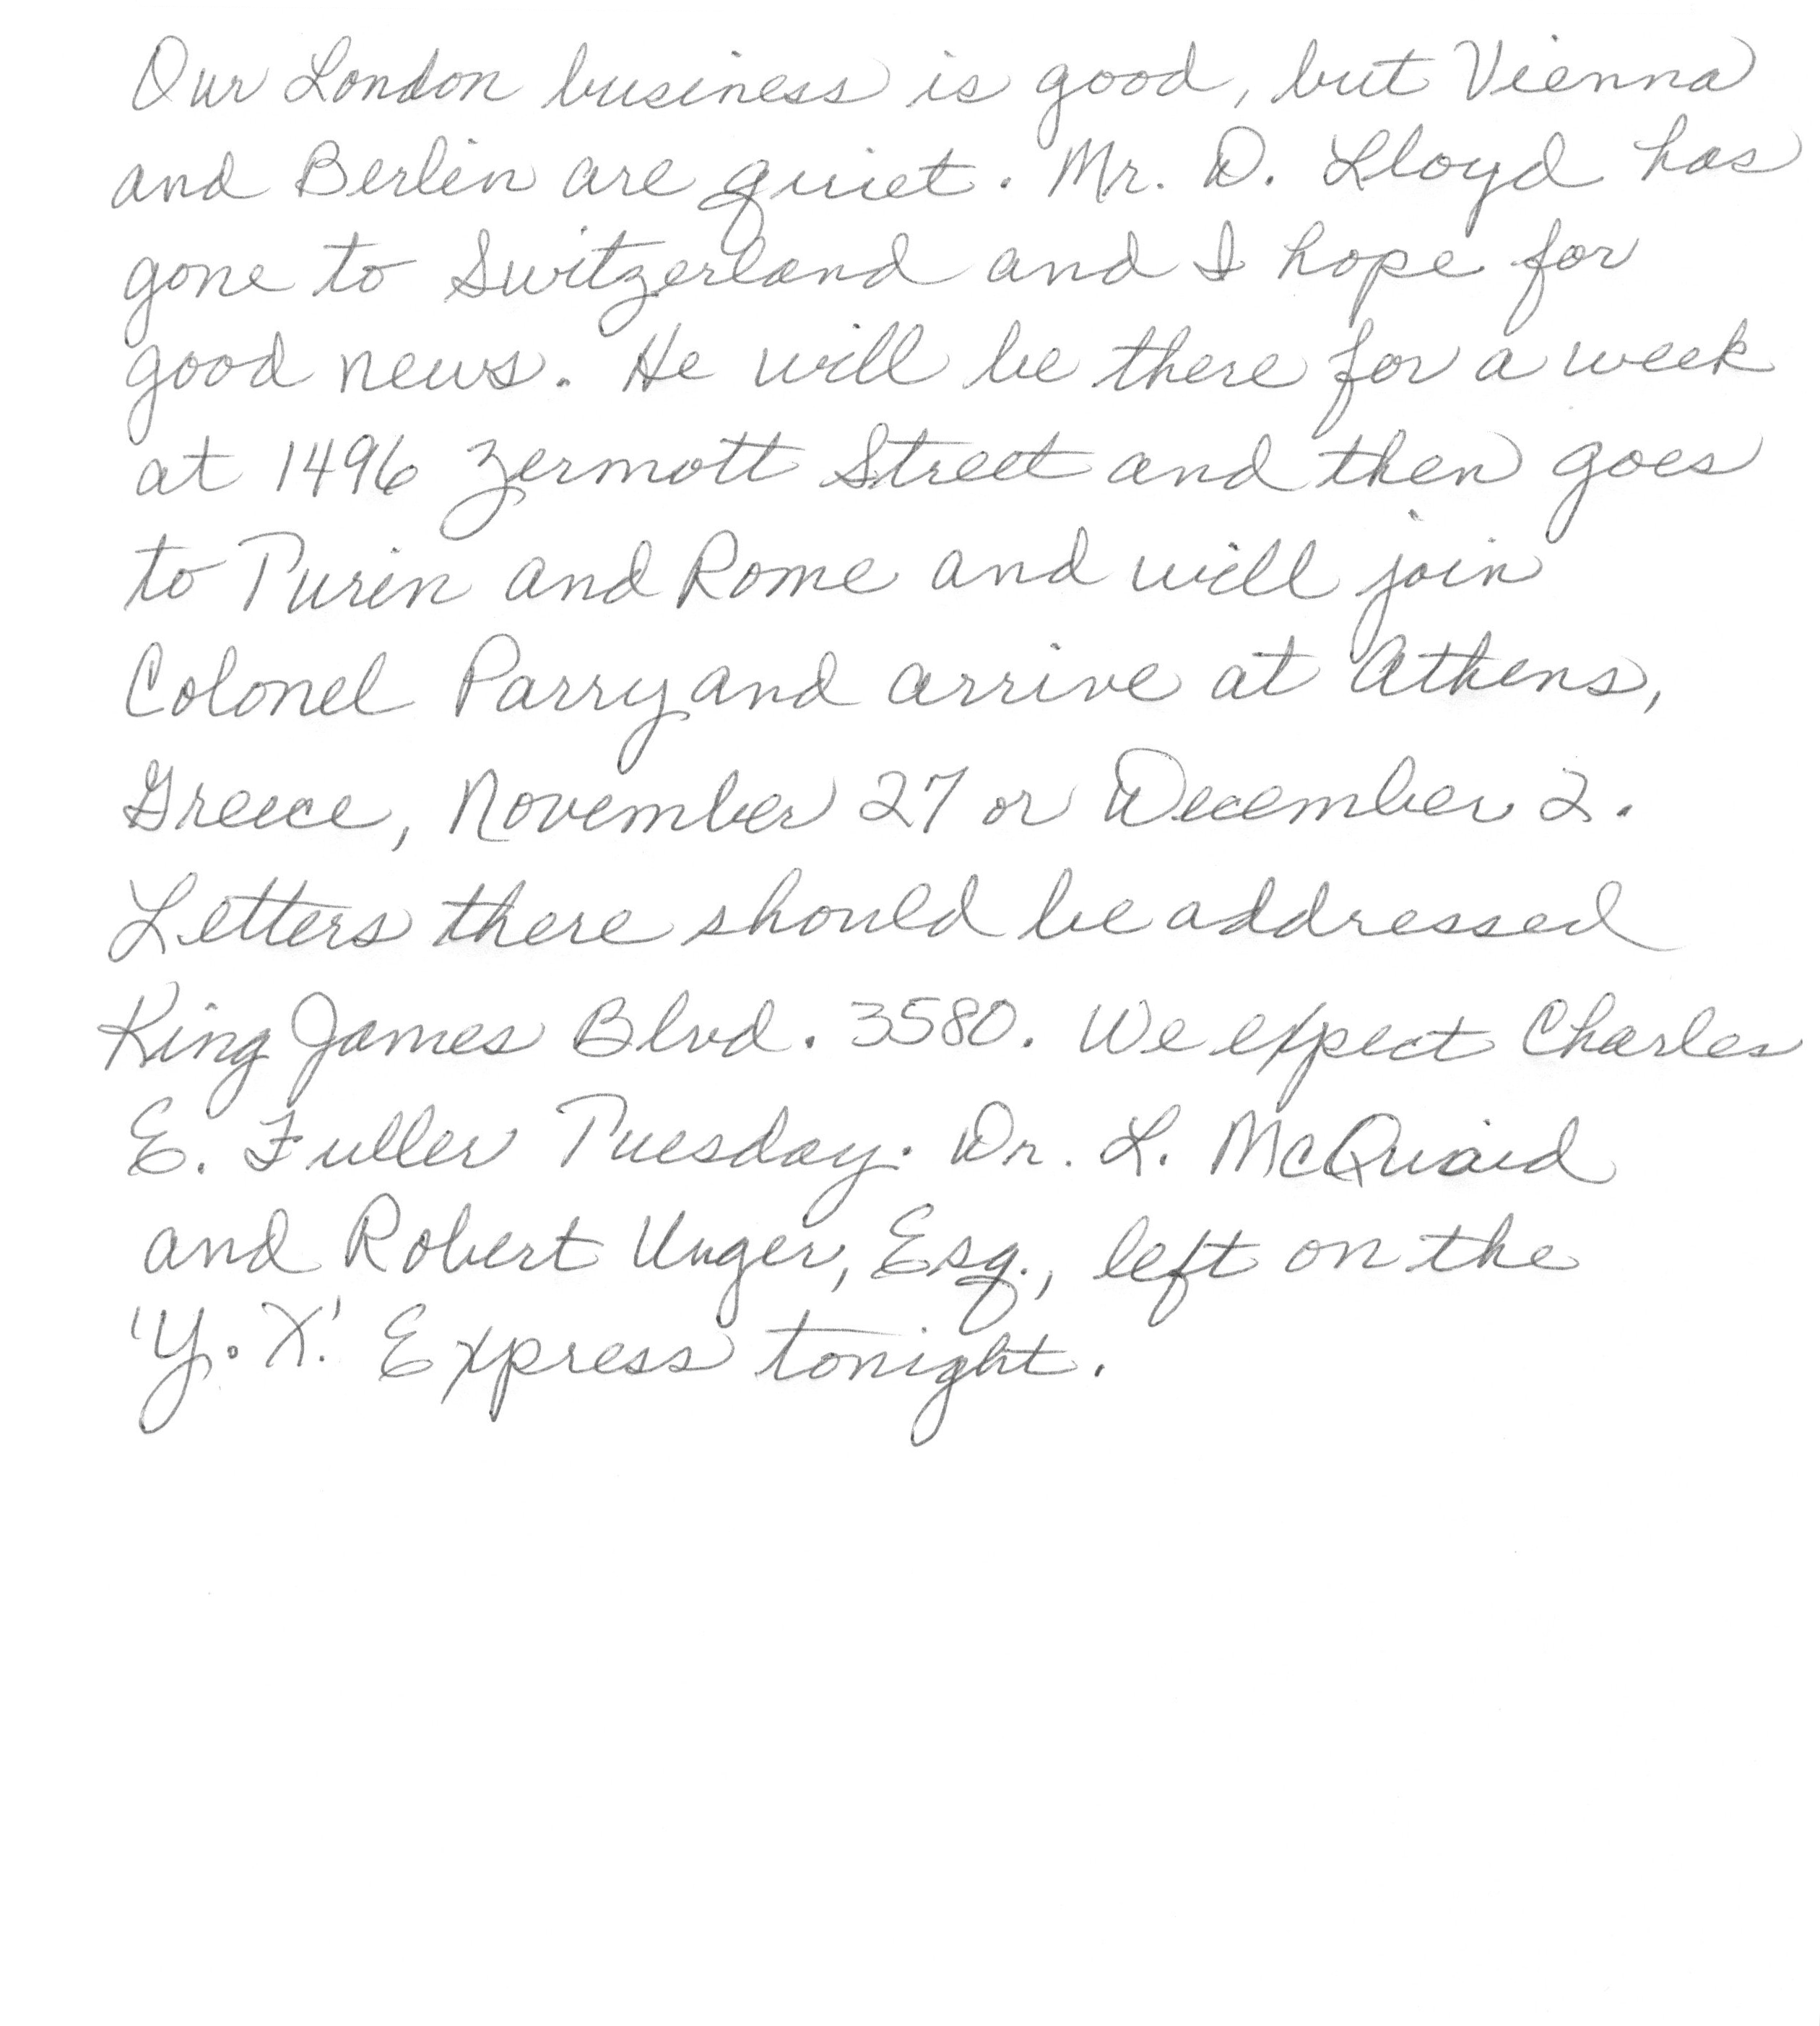 Our London business is good, but Vienna
and Berlin are quiet. Mr. D. Lloyd has
gone to Switzerland and I hope for
good news. He will be there for a week
at 1496 Zermott Street and then goes
to Turin and Rome and will join
Colonel Parry and arrive at Athens,
Greece, November 27 or December 2.
Letters there should be addressed
King James Blvd. 3580. We expect Charles
E. Fuller Tuesday. Dr. L. McQuaid
and Robert Unger, Esq., left on the
'Y. X.' Express tonight.